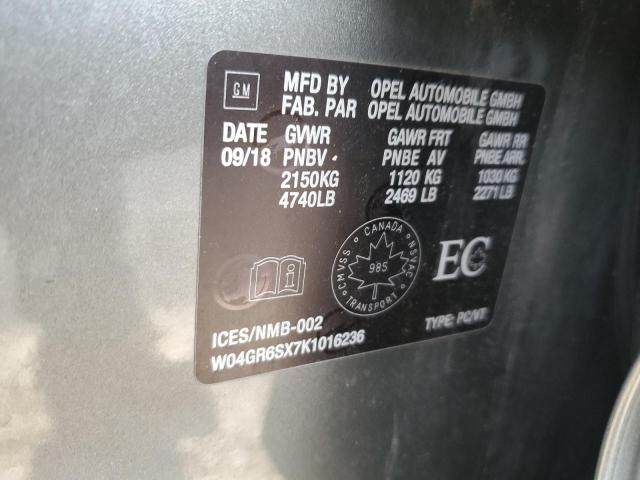 GM
MFD BY OPEL AUTOMOBILE GMBH
FAB. PAR OPEL AUTOMOBILE GMBH
DATE GVWR GAWR FRT GAWR RR
09/18 PNBV PNBE AV PNBE ARR.
2150KG 1120 KG 1030 KG
4740LB 2469 LB 2271 LB
CANADA
CMVSS 985 NSVAC
TRANSPORT
EC
ICES/NMB-002 TYPE: PC/VT
W04GR6SX7K1016236